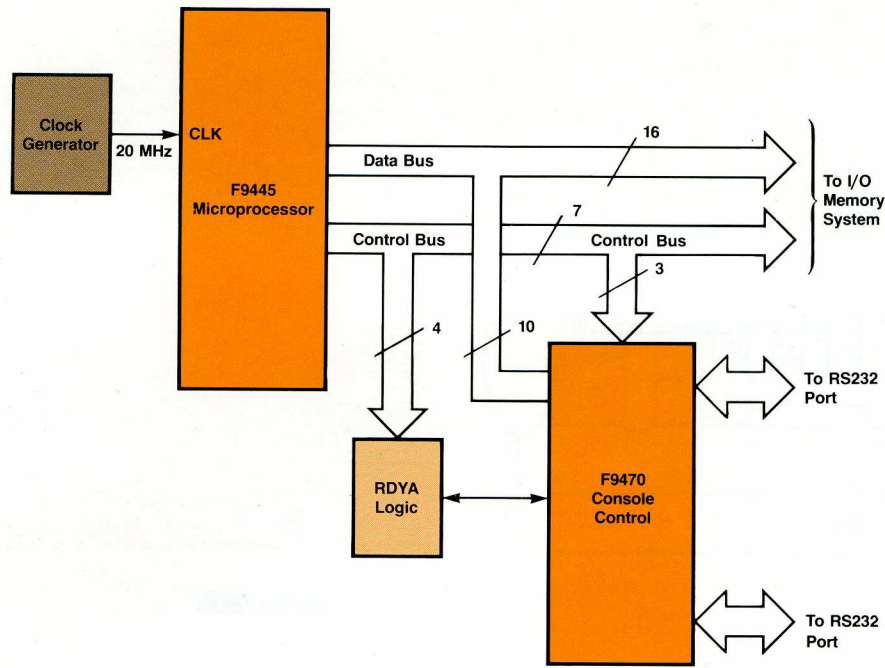 Clock
Generator
20 MHz
CLK
F9445
Microprocessor
Data Bus
16
To I/O
Memory
System
Control Bus
7
Control Bus
3
4
10
To RS232
Port
RDYA
Logic
F9470
Console
Control
To RS232
Port